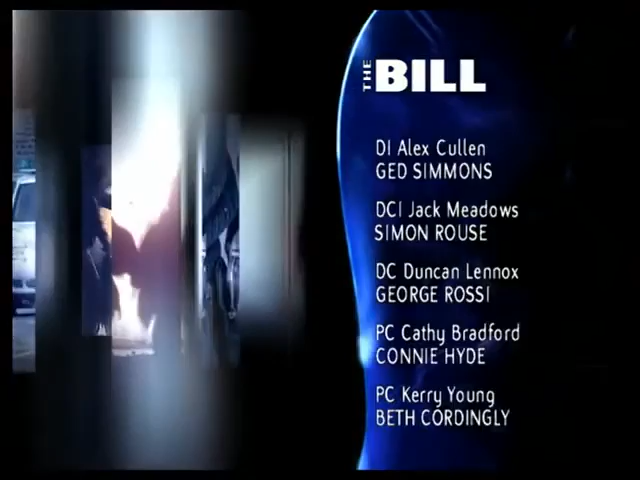 THE BILL
DI Alex Cullen
GED SIMMONS
DCI Jack Meadows
SIMON ROUSE
DC Duncan Lennox
GEORGE ROSSI
PC Cathy Bradford
CONNIE HYDE
PC Kerry Young
BETH CORDINGLY